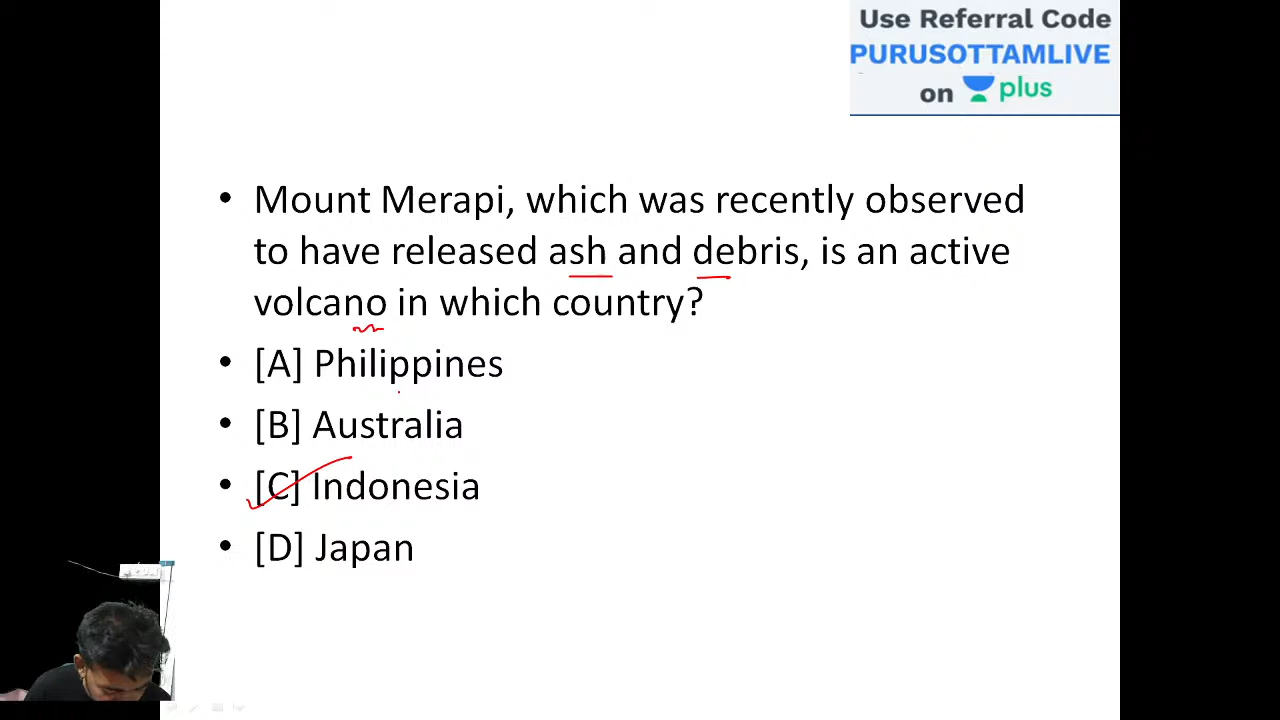 Use Referral Code
PURUSOTTAMLIVE
on plus
• Mount Merapi, which was recently observed
to have released ash and debris, is an active
volcano in which country?
• [A] Philippines
• [B] Australia
• [C] Indonesia
• [D] Japan